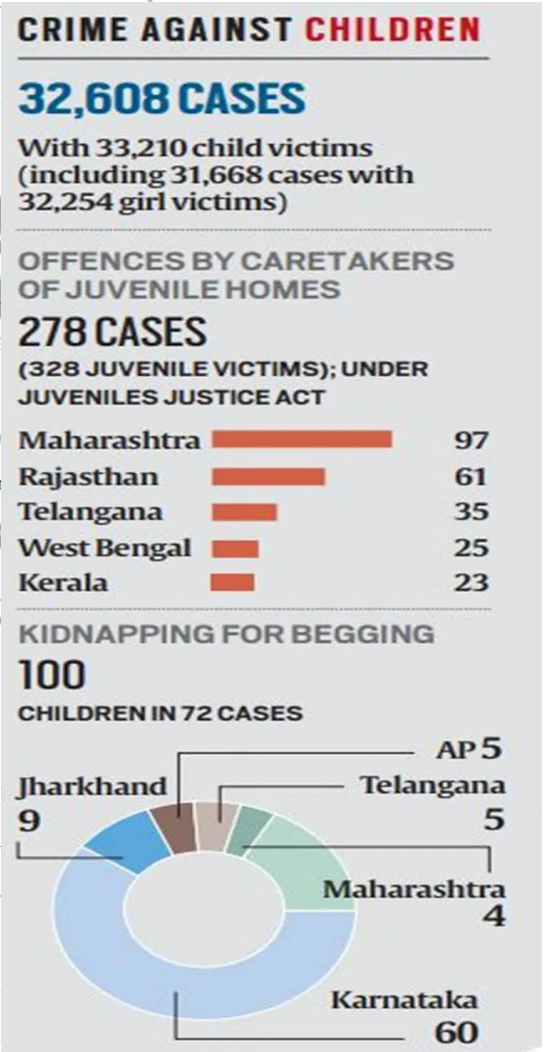 CRIME AGAINST CHILDREN
32,608 CASES
With 33,210 child victims
(including 31,668 cases with
32,254 girl victims)
OFFENCES BY CARETAKERS
OF JUVENILE HOMES
278 CASES
(328 JUVENILE VICTIMS); UNDER
JUVENILES JUSTICE ACT
Maharashtra 97
Rajasthan 61
Telangana 35
West Bengal 25
Kerala 23
KIDNAPPING FOR BEGGING
100
CHILDREN IN 72 CASES
AP 5
Jharkhand
9
Telangana
5
Maharashtra
4
Karnataka
60